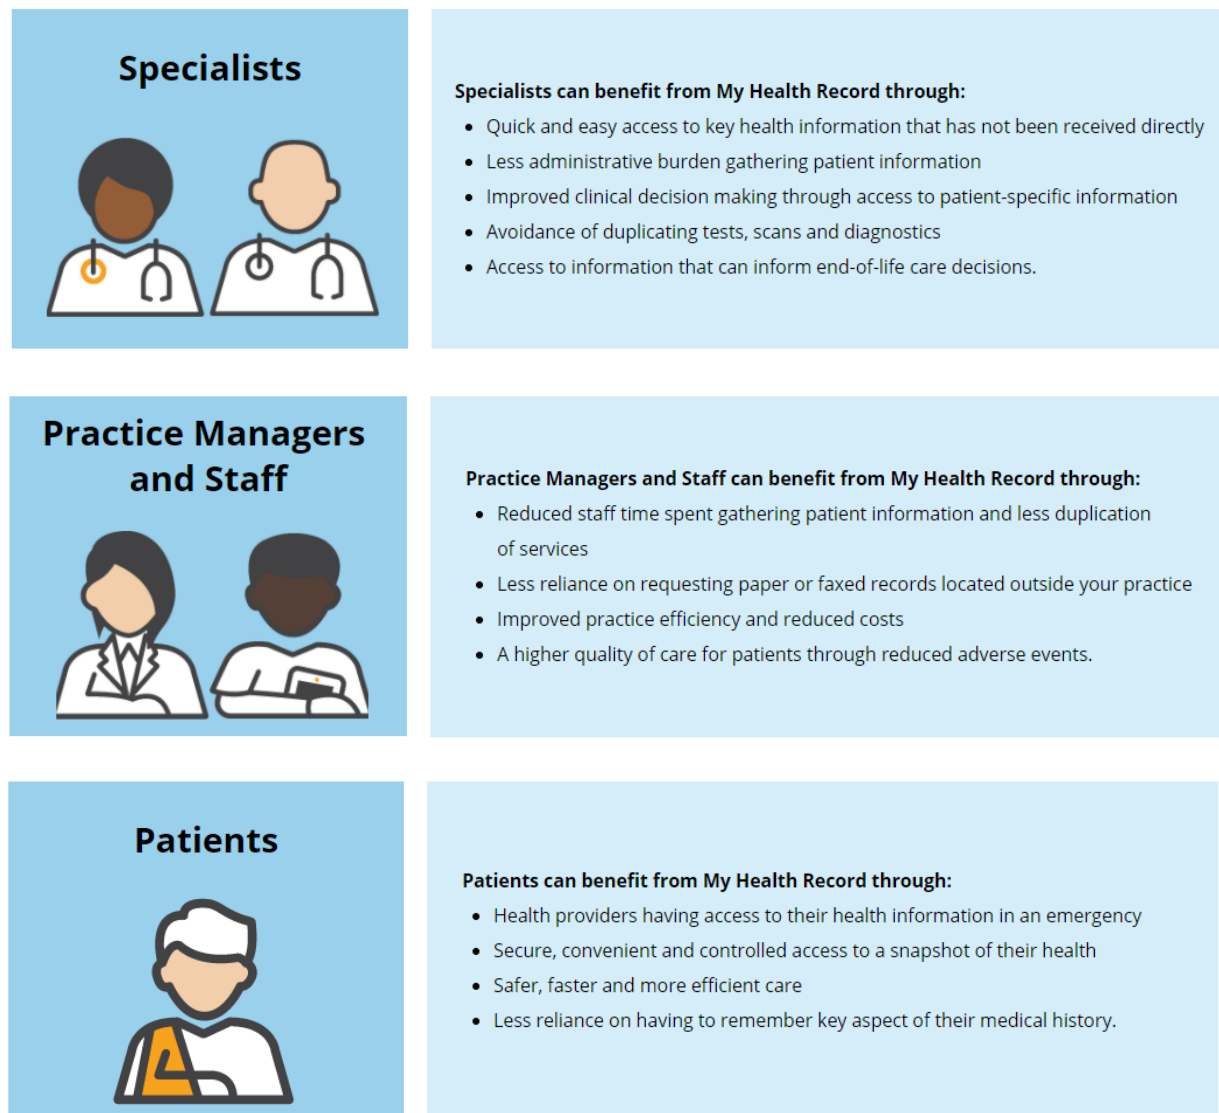 Specialists
Specialists can benefit from My Health Record through:
• Quick and easy access to key health information that has not been received directly
• Less administrative burden gathering patient information
• Improved clinical decision making through access to patient-specific information
• Avoidance of duplicating tests, scans and diagnostics
• Access to information that can inform end-of-life care decisions.
Practice Managers
and Staff
Practice Managers and Staff can benefit from My Health Record through:
• Reduced staff time spent gathering patient information and less duplication
of services
• Less reliance on requesting paper or faxed records located outside your practice
• Improved practice efficiency and reduced costs
• A higher quality of care for patients through reduced adverse events.
Patients
Patients can benefit from My Health Record through:
• Health providers having access to their health information in an emergency
• Secure, convenient and controlled access to a snapshot of their health
• Safer, faster and more efficient care
• Less reliance on having to remember key aspect of their medical history.